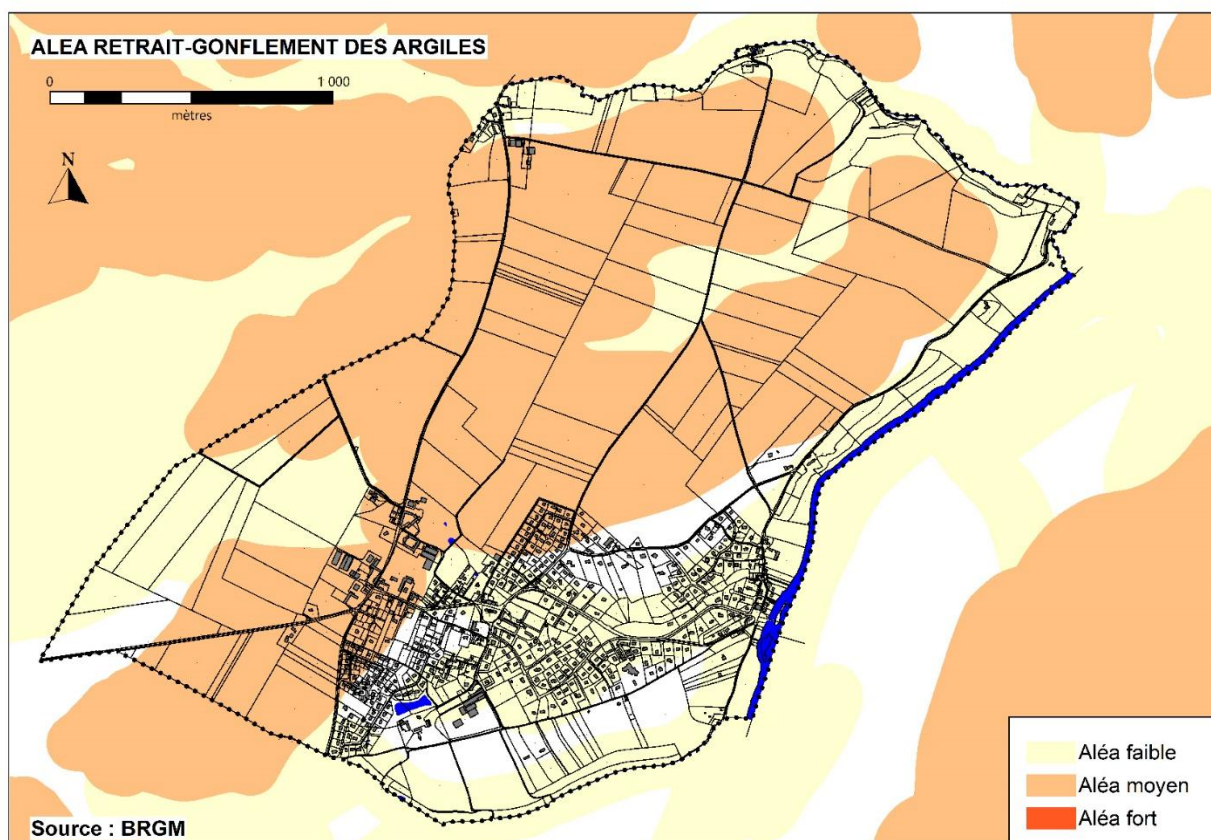 ALEA RETRAIT-GONFLEMENT DES ARGILES
0 1 000
mètres
N
Aléa faible
Aléa moyen
Aléa fort
Source : BRGM